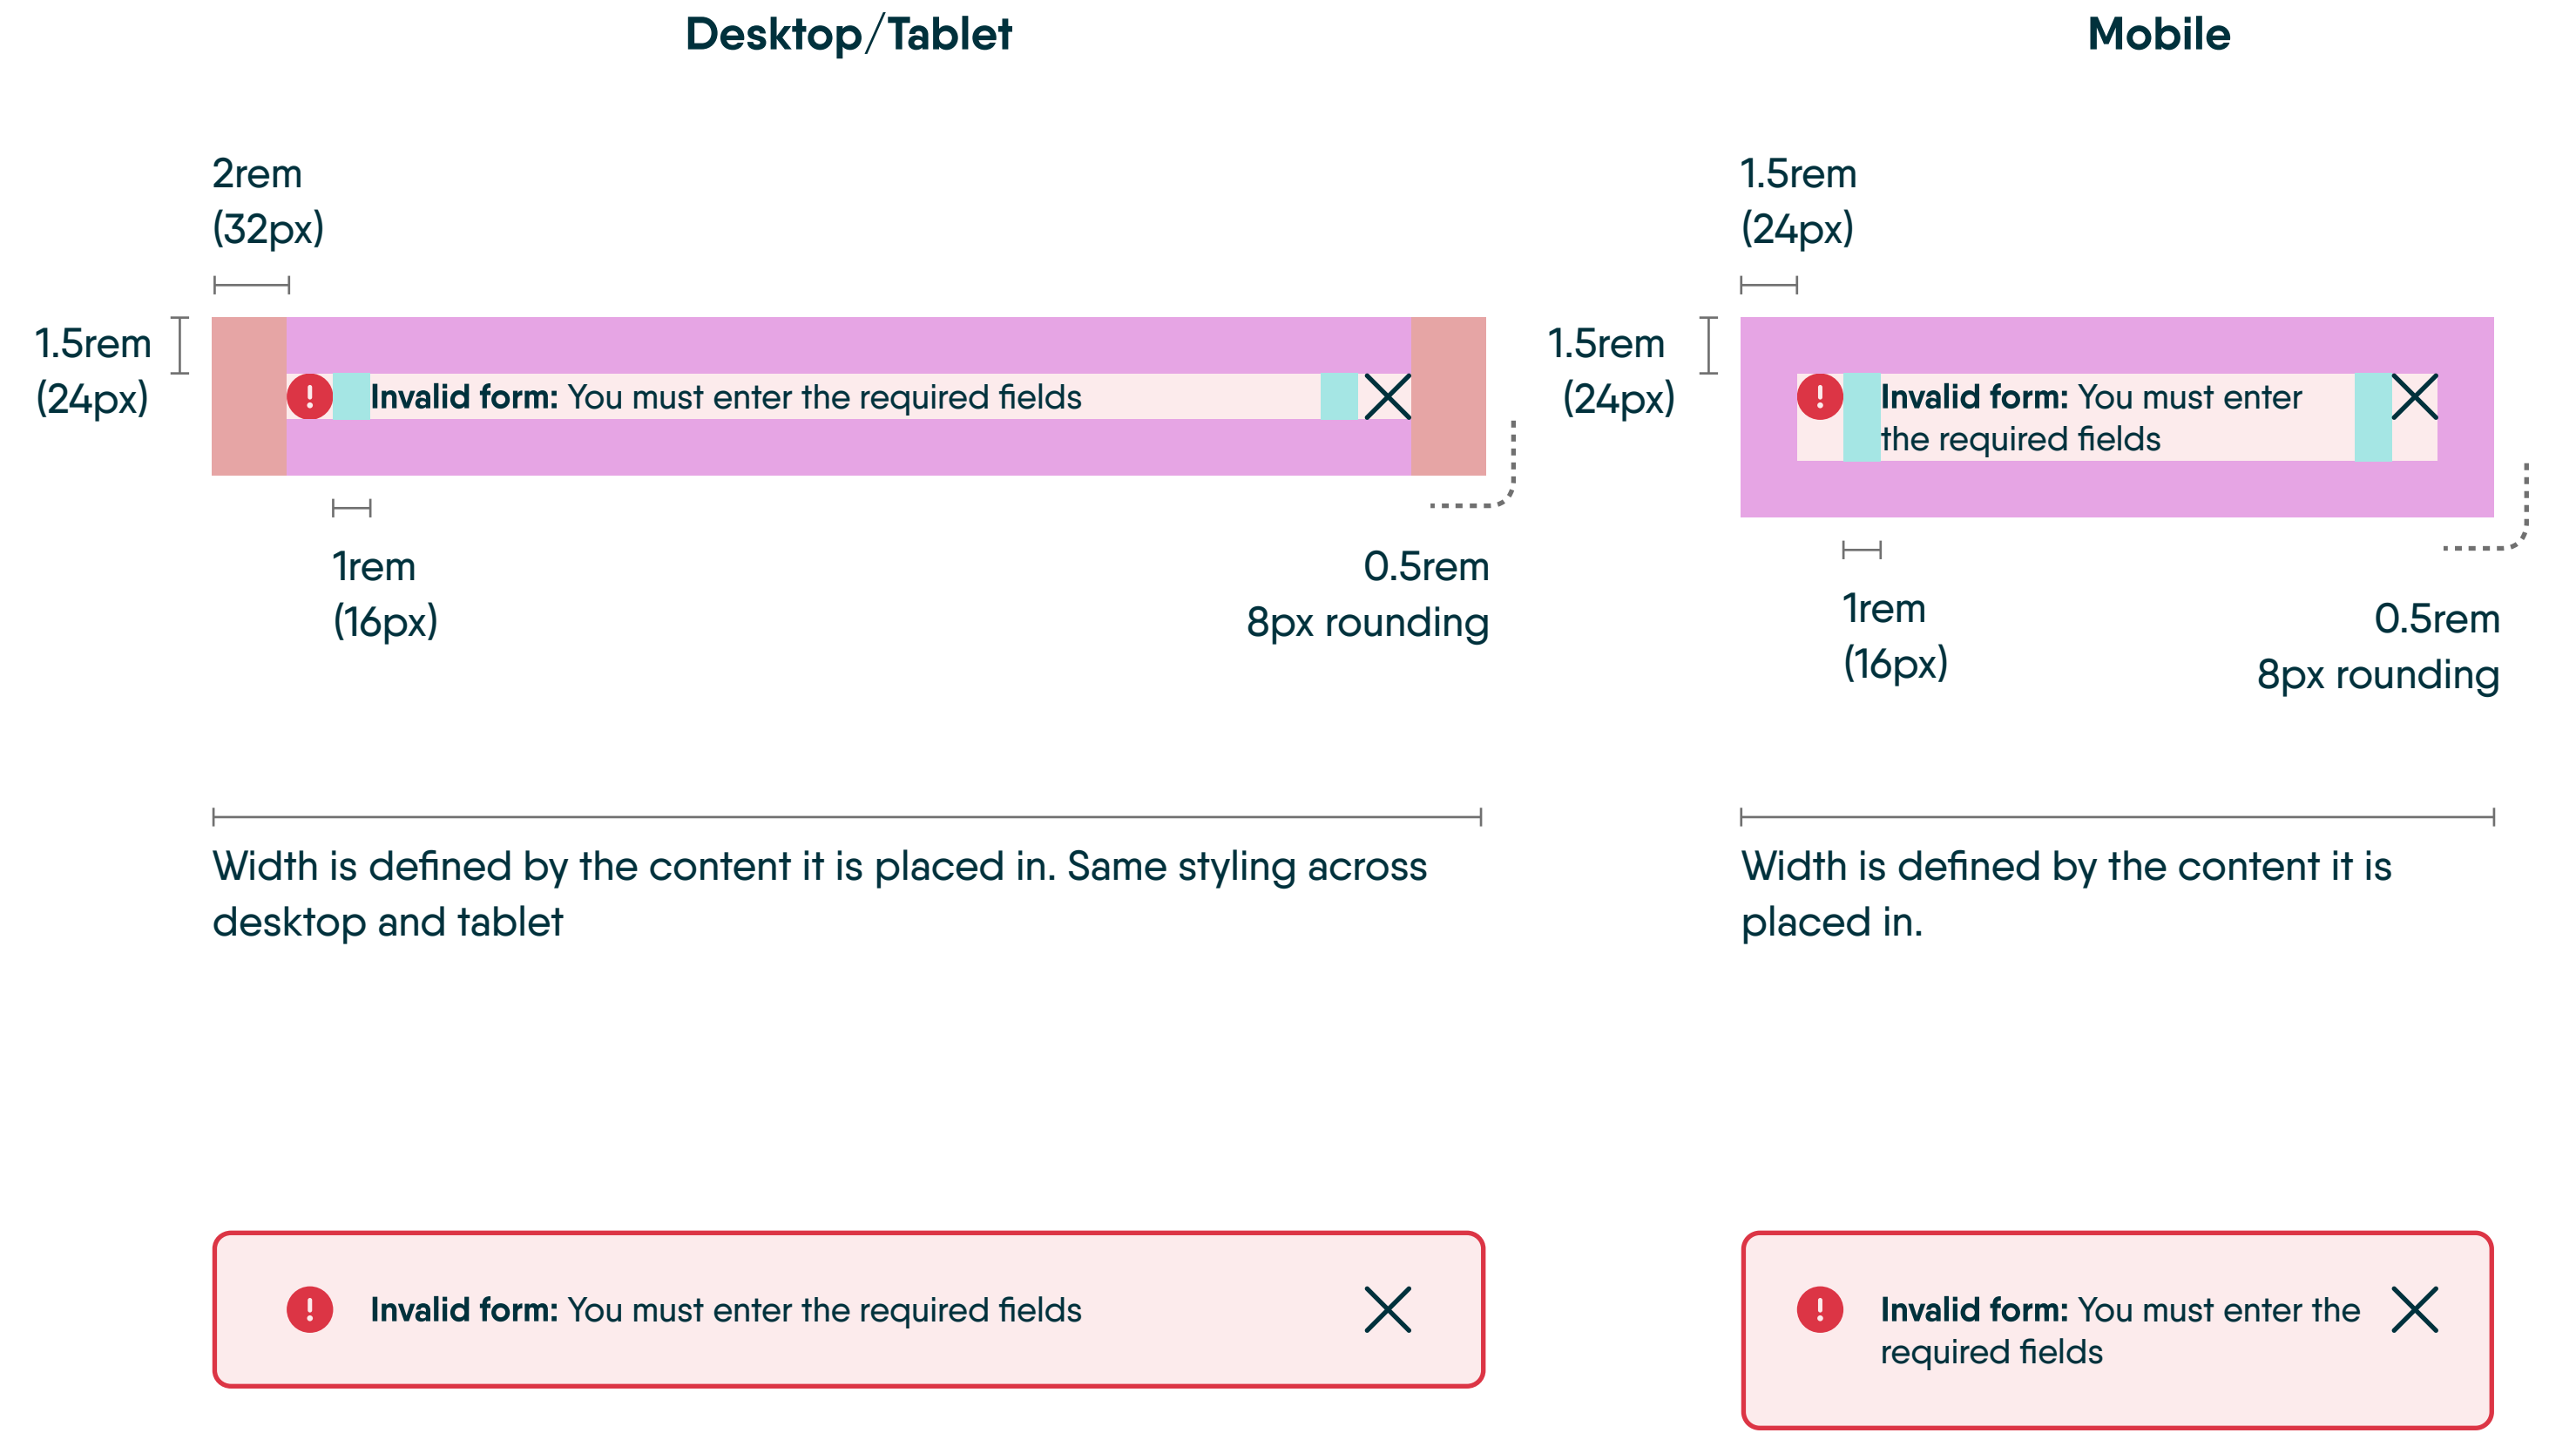 Desktop/Tablet
2rem
(32px)
1.5rem
(24px)
Invalid form: You must enter the required fields
1rem
(16px)
0.5rem
8px rounding
Width is defined by the content it is placed in. Same styling across
desktop and tablet
Invalid form: You must enter the required fields
Mobile
1.5rem
(24px)
1.5rem
(24px)
Invalid form: You must enter
the required fields
1rem
(16px)
0.5rem
8px rounding
Width is defined by the content it is
placed in.
Invalid form: You must enter the
required fields